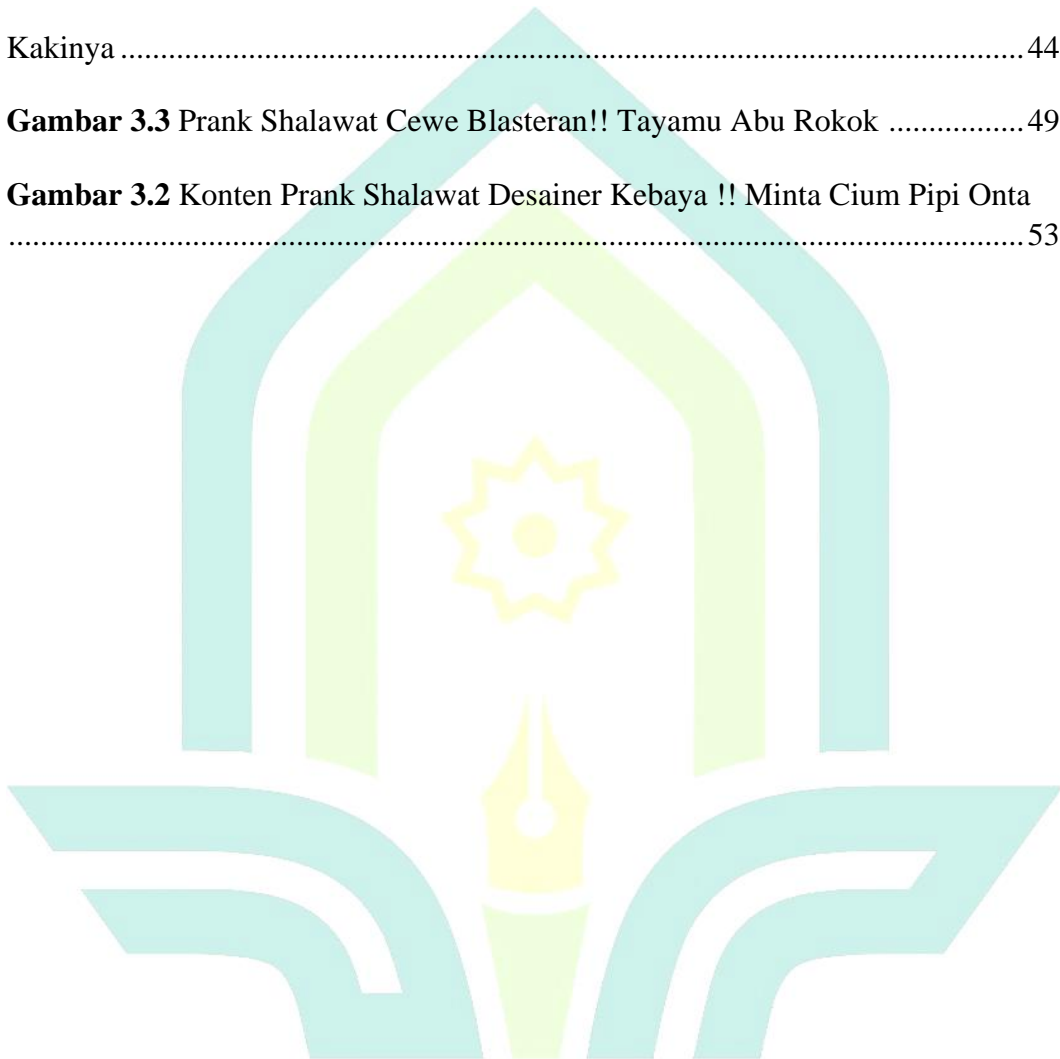 Kakinya ........................................................................................................ 44
Gambar 3.3 Prank Shalawat Cewe Blasteran!! Tayamu Abu Rokok ................ 49
Gambar 3.2 Konten Prank Shalawat Desainer Kebaya !! Minta Cium Pipi Onta
..................................................................................................................... 53